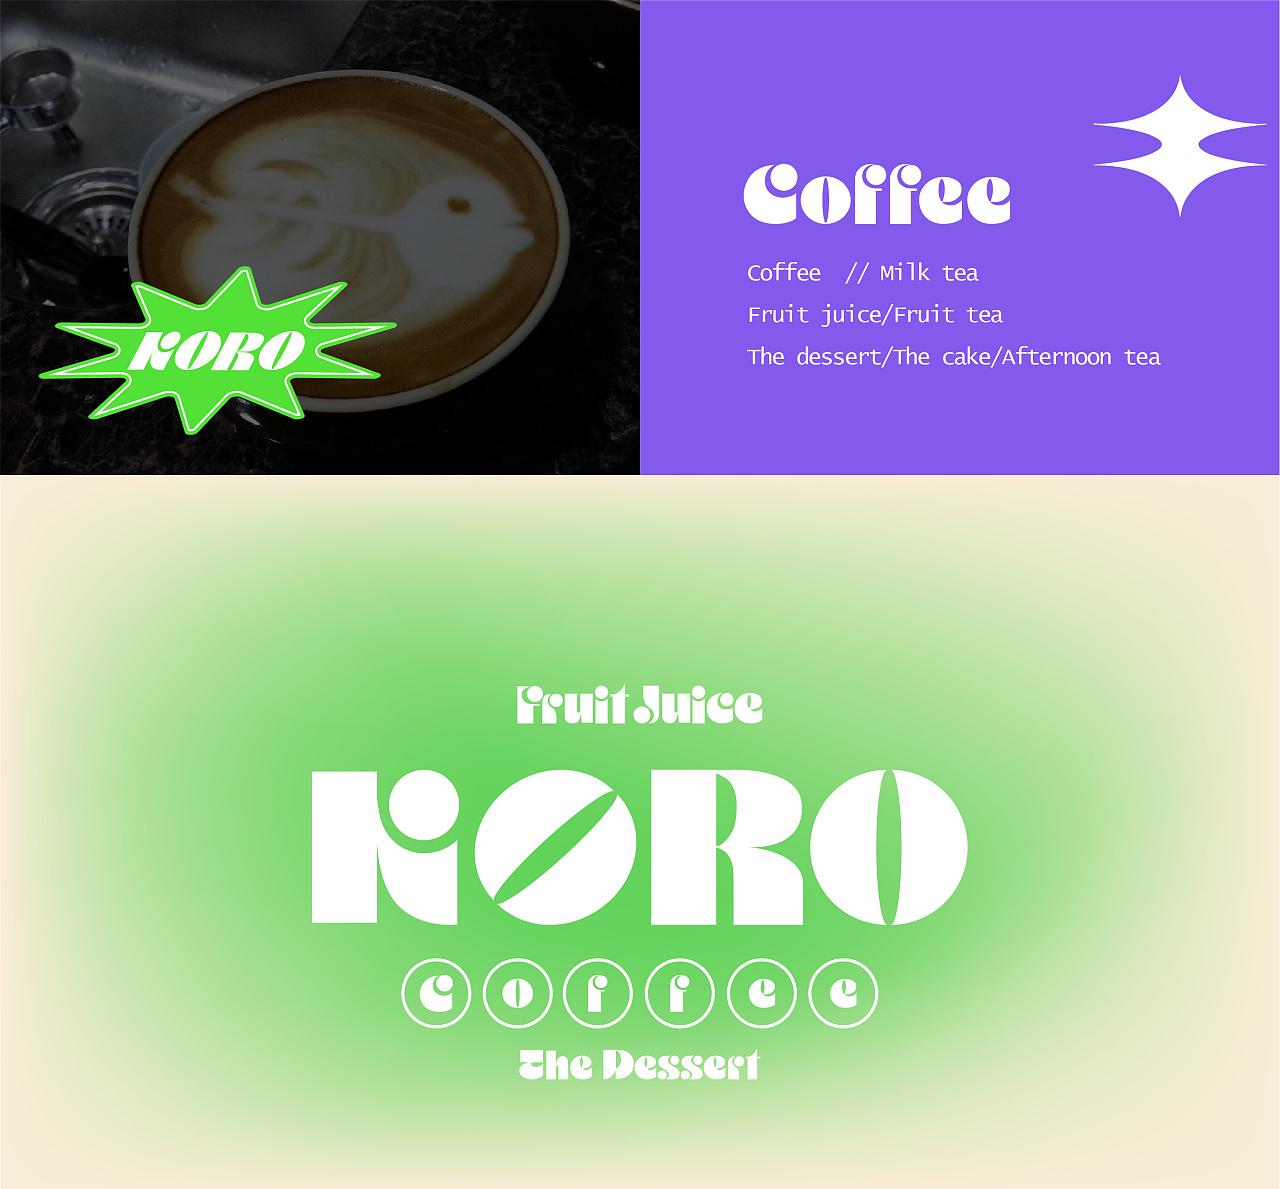 KORO
Coffee
Coffee // Milk tea
Fruit juice/Fruit tea
The dessert/The cake/Afternoon tea
Fruit Juice
KORO
Coffee
The Dessert